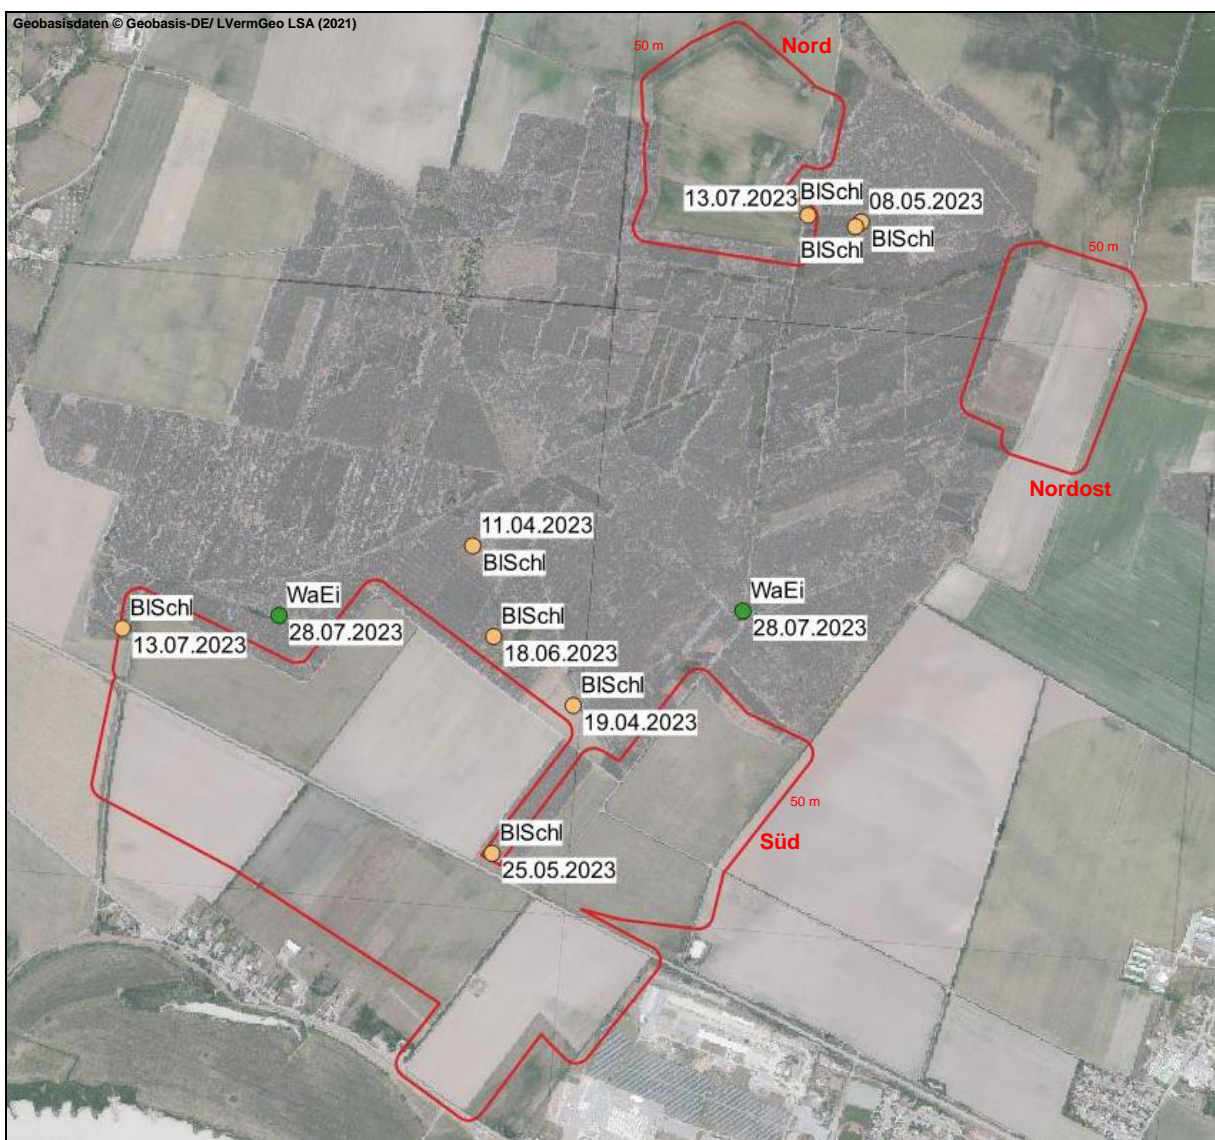 Geobasisdaten © Geobasis-DE/ LVermGeo LSA (2021)
50 m
Nord
13.07.2023
BlSchl
08.05.2023
BlSchl
BlSchl
50 m
Nordost
11.04.2023
BlSchl
WaEi
28.07.2023
BlSchl
13.07.2023
BlSchl
18.06.2023
WaEi
28.07.2023
BlSchl
19.04.2023
50 m
Süd
BlSchl
25.05.2023